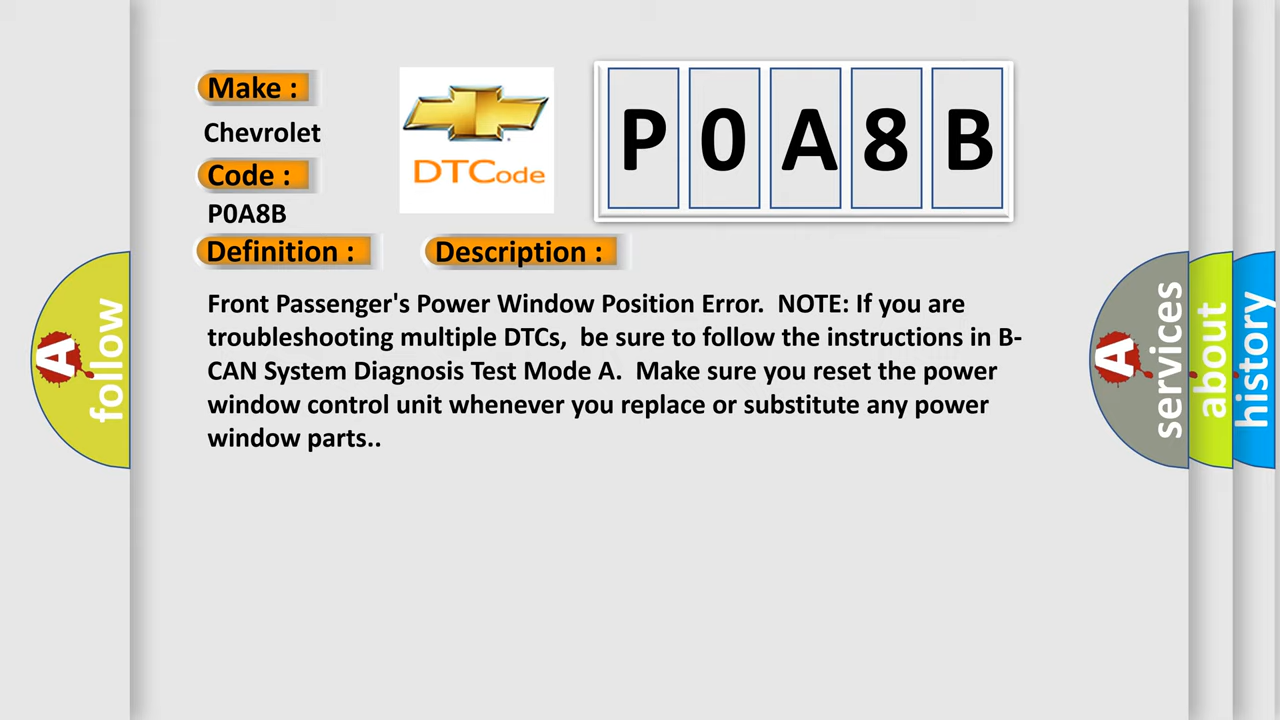 Make :
Chevrolet
Code :
P0A8B
DTCode
P0A8B
Definition :
Description :
Front Passenger's Power Window Position Error.  NOTE: If you are
troubleshooting multiple DTCs,  be sure to follow the instructions in B-
CAN System Diagnosis Test Mode A.  Make sure you reset the power
window control unit whenever you replace or substitute any power
window parts..
A
follow
A
services
about
history